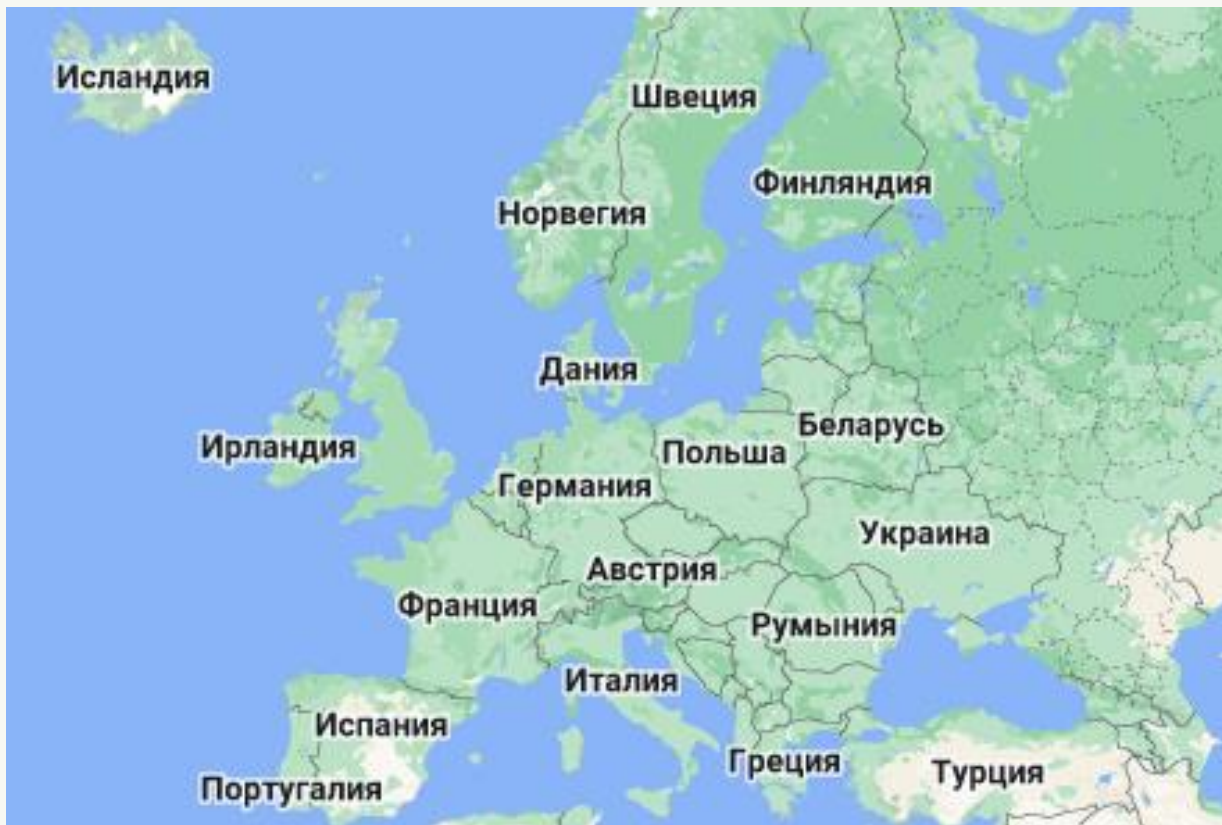 Исландия
Швеция
Финляндия
Норвегия
Дания
Беларусь
Ирландия
Польша
Германия
Украина
Австрия
Франция
Румыния
Италия
Испания
Греция
Турция
Португалия